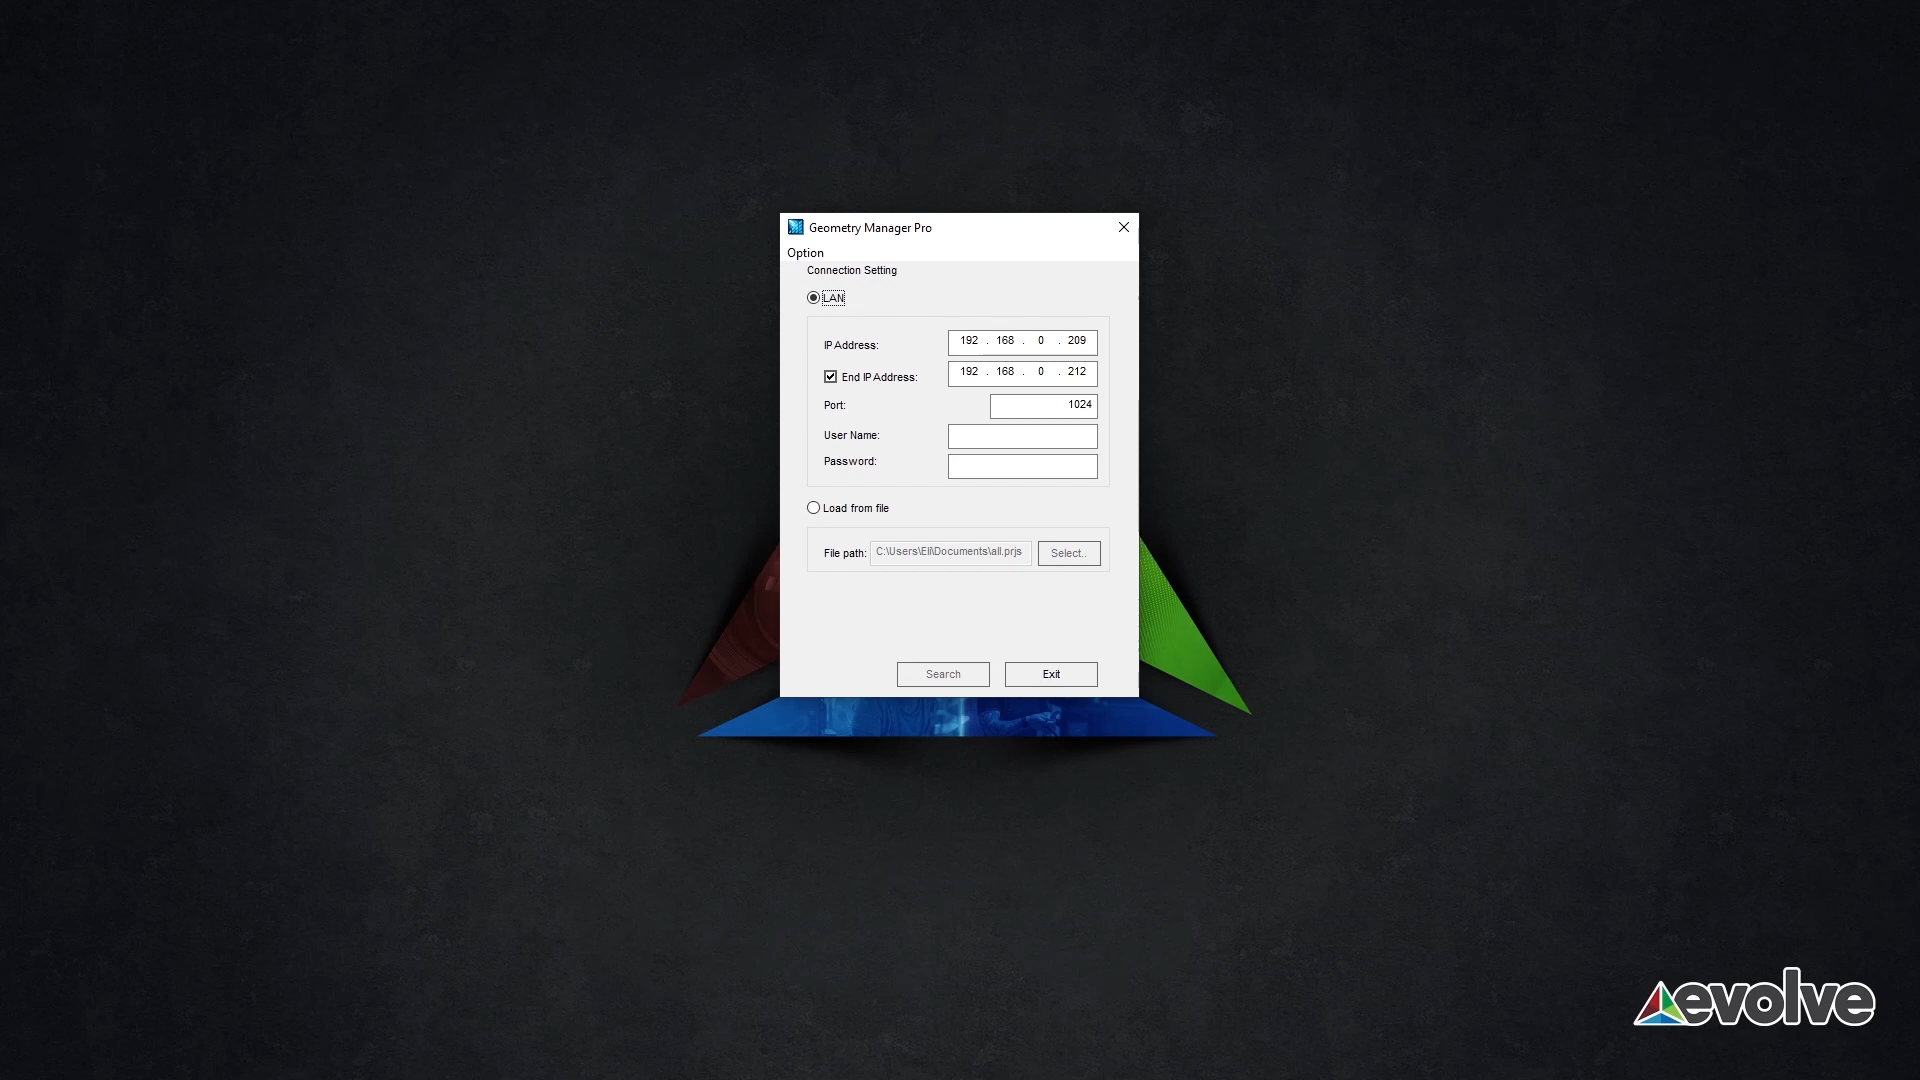 Geometry Manager Pro
Option
Connection Setting
LAN
IP Address: 192 . 168 . 0 . 209
End IP Address: 192 . 168 . 0 . 212
Port: 1024
User Name:
Password:
Load from file
File path: C:\Users\Eli\Documents\all.prjs Select..
Search Exit
evolve